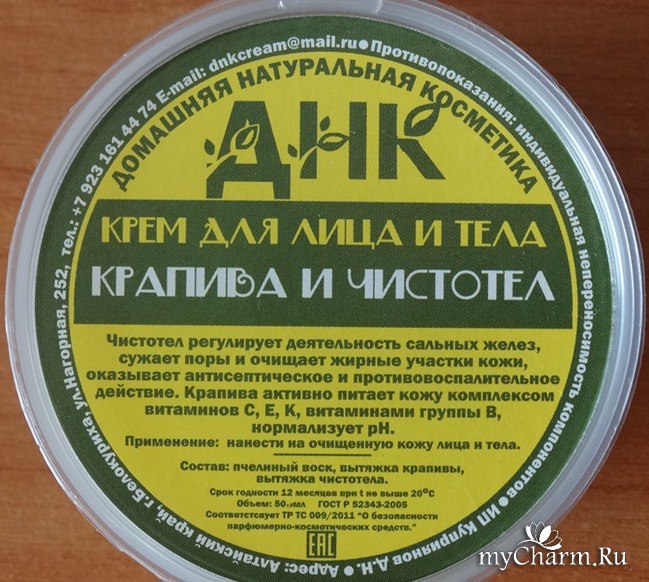 Адрес: Алтайский край, г.Белокуриха, ул.Нагорная, 252, тел.: +7 923 161 44 74 E-mail: dnkcream@mail.ru ● Противопоказания: индивидуальная непереносимость компонентов ● ИП Куприянов Д.Н. ●
ДОМАШНЯЯ НАТУРАЛЬНАЯ КОСМЕТИКА
ДНК
КРЕМ ДЛЯ ЛИЦА И ТЕЛА
КРАПИВА И ЧИСТОТЕЛ
Чистотел регулирует деятельность сальных желез,
сужает поры и очищает жирные участки кожи,
оказывает антисептическое и противовоспалительное
действие. Крапива активно питает кожу комплексом
витаминов С, Е, К, витаминами группы В,
нормализует pH.
Применение: нанести на очищенную кожу лица и тела.
Состав: пчелиный воск, вытяжка крапивы,
вытяжка чистотела.
Срок годности 12 месяцев при t не выше 20°С
Объем: ГОСТ Р 52343-2005
Соответстсует ТР ТС 009/2011 "О безопасности
парфюмерно-косметических средств."
ЕАС
myCharm.Ru